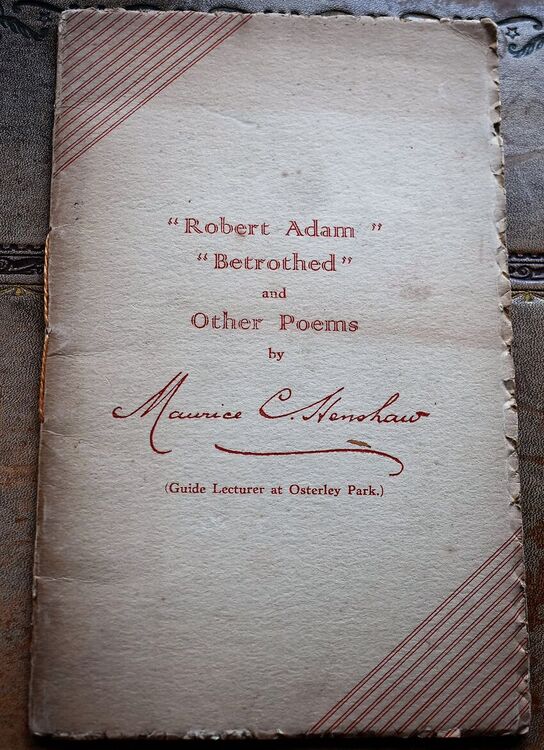 “Robert Adam”
“Betrothed”
and
Other Poems
by
Maurice C. Henshaw
(Guide Lecturer at Osterley Park.)